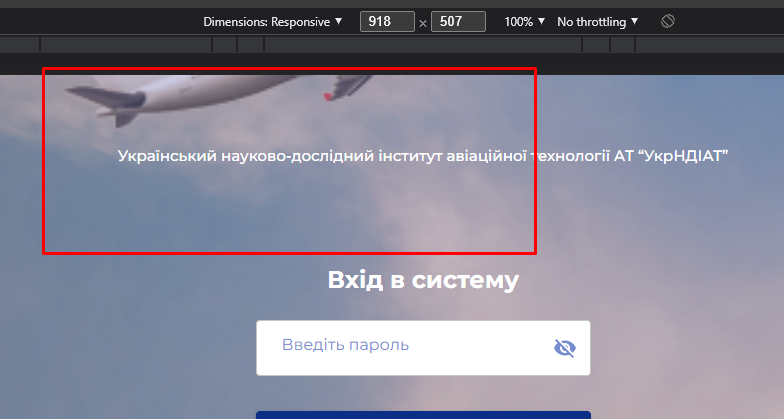 Dimensions: Responsive ▼ 918 × 507 100% ▼ No throttling ▼
Український науково-дослідний інститут авіаційної технології АТ “УкрНДІАТ”
Вхід в систему
Введіть пароль